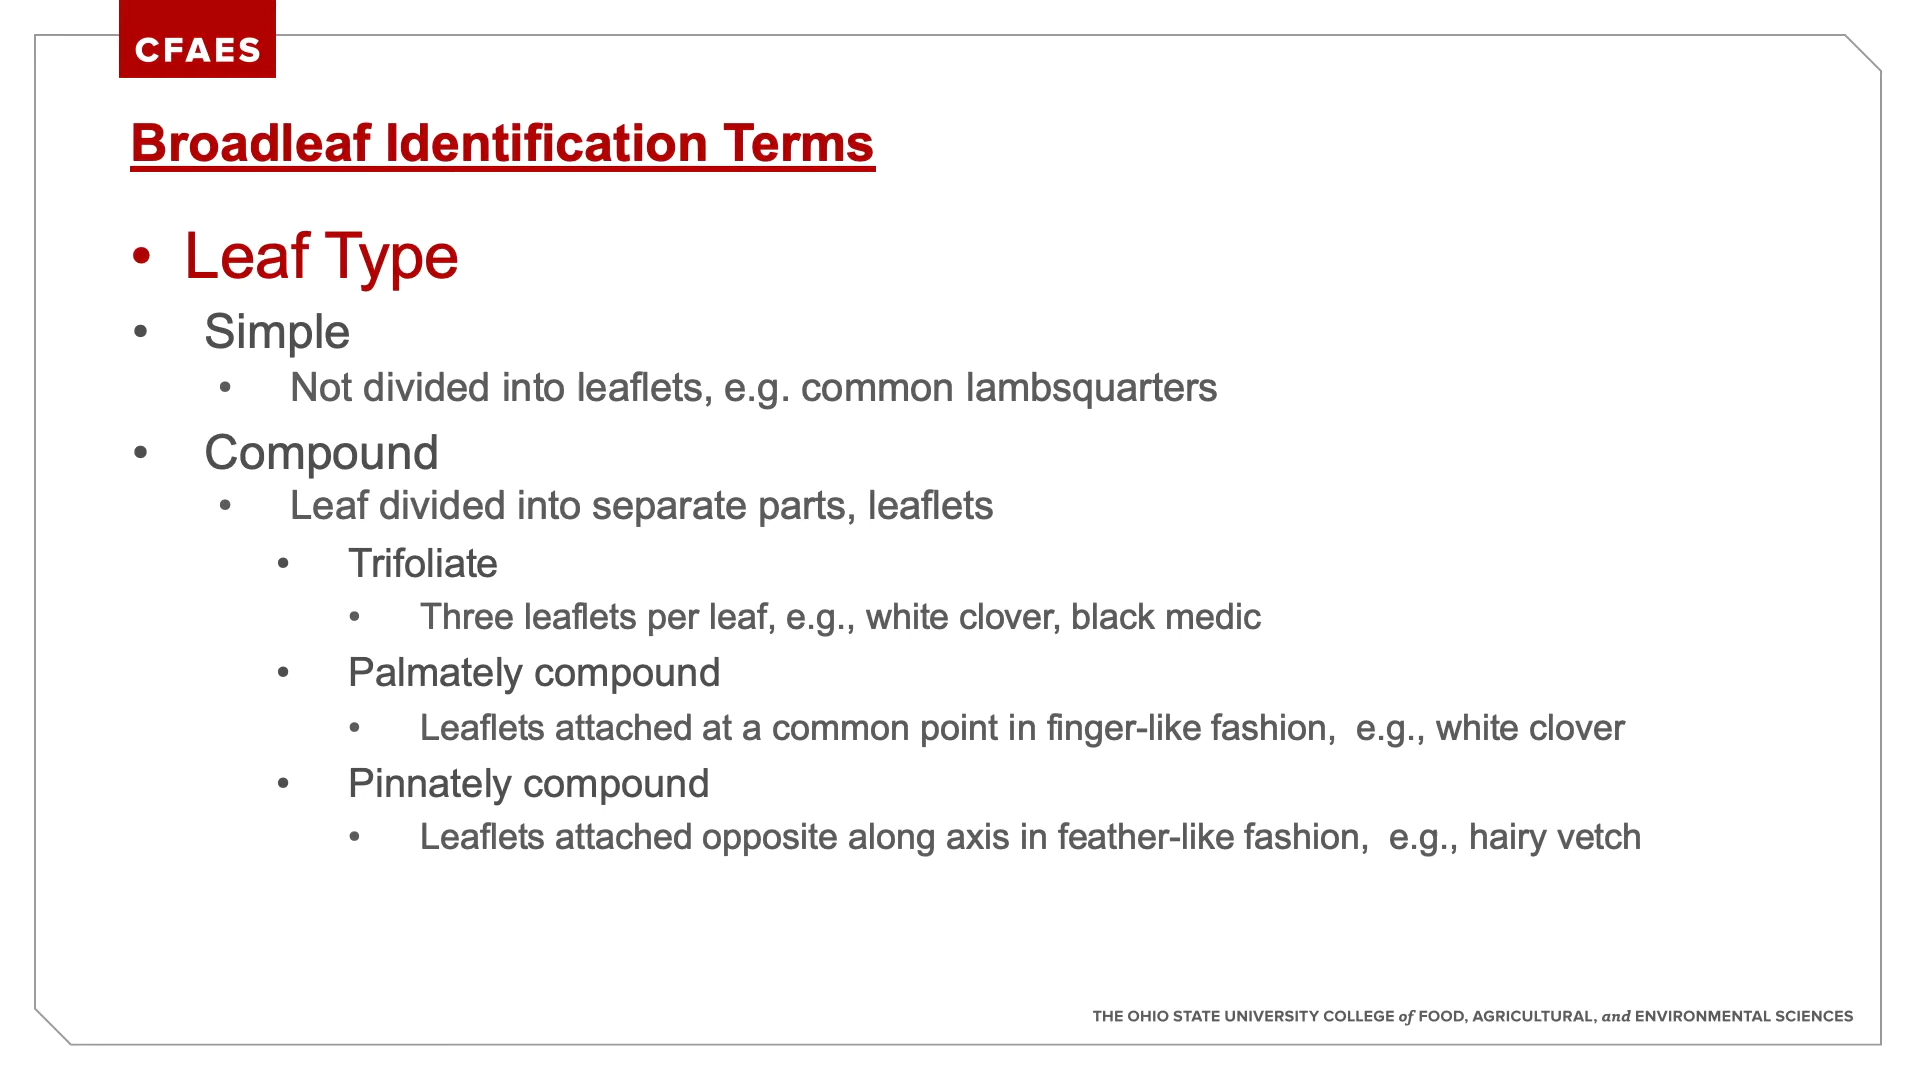 CFAES
Broadleaf Identification Terms
• Leaf Type
• Simple
• Not divided into leaflets, e.g. common lambsquarters
• Compound
• Leaf divided into separate parts, leaflets
• Trifoliate
• Three leaflets per leaf, e.g., white clover, black medic
• Palmately compound
• Leaflets attached at a common point in finger-like fashion,  e.g., white clover
• Pinnately compound
• Leaflets attached opposite along axis in feather-like fashion,  e.g., hairy vetch
THE OHIO STATE UNIVERSITY COLLEGE of FOOD, AGRICULTURAL, and ENVIRONMENTAL SCIENCES